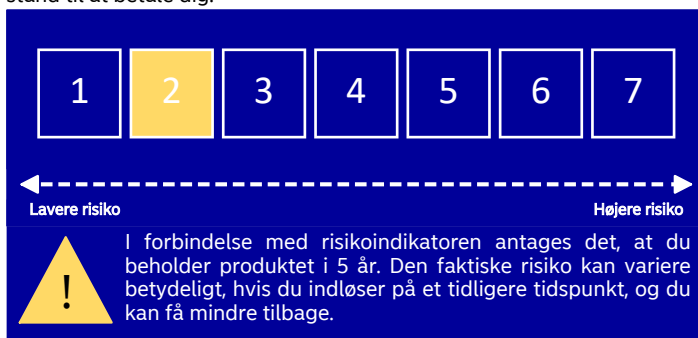 1 2 3 4 5 6 7
Lavere risiko Højere risiko
! I forbindelse med risikoindikatoren antages det, at du
beholder produktet i 5 år. Den faktiske risiko kan variere
betydeligt, hvis du indløser på et tidligere tidspunkt, og du
kan få mindre tilbage.